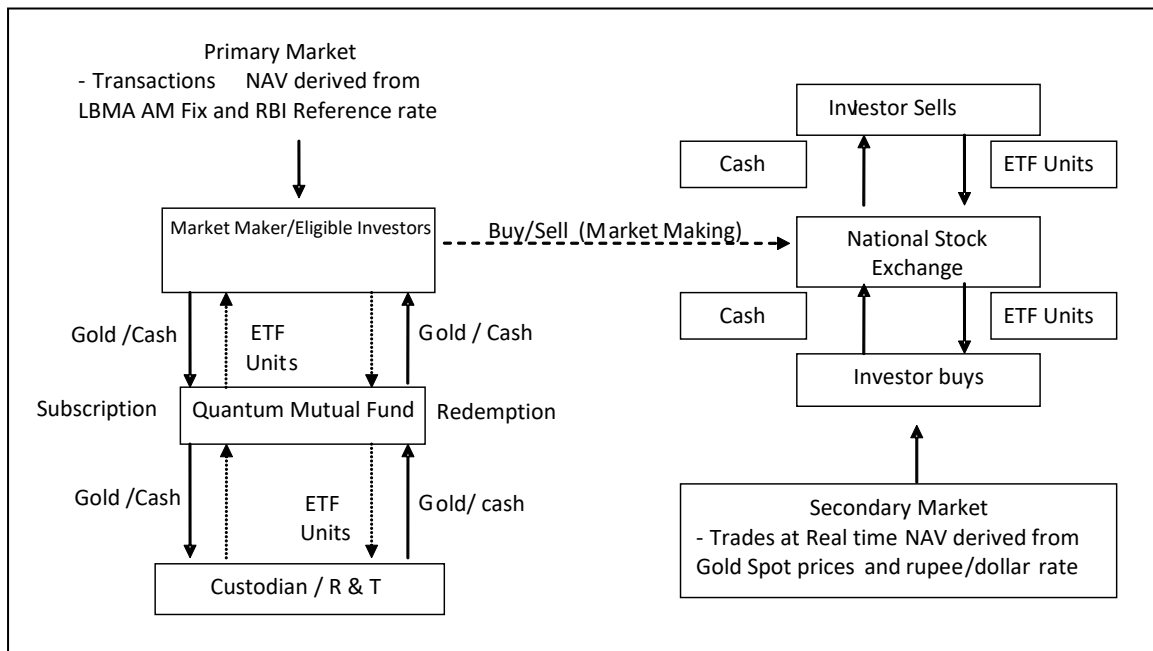 Primary Market
- Transactions NAV derived from
LBMA AM Fix and RBI Reference rate
Market Maker/Eligible Investors
Buy/Sell (Market Making)
Gold /Cash
ETF
Units
Gold / Cash
Subscription
Quantum Mutual Fund
Redemption
Gold /Cash
ETF
Units
Gold/ cash
Custodian / R & T
Investor Sells
Cash
ETF Units
National Stock
Exchange
Cash
ETF Units
Investor buys
Secondary Market
- Trades at Real time NAV derived from
Gold Spot prices and rupee/dollar rate